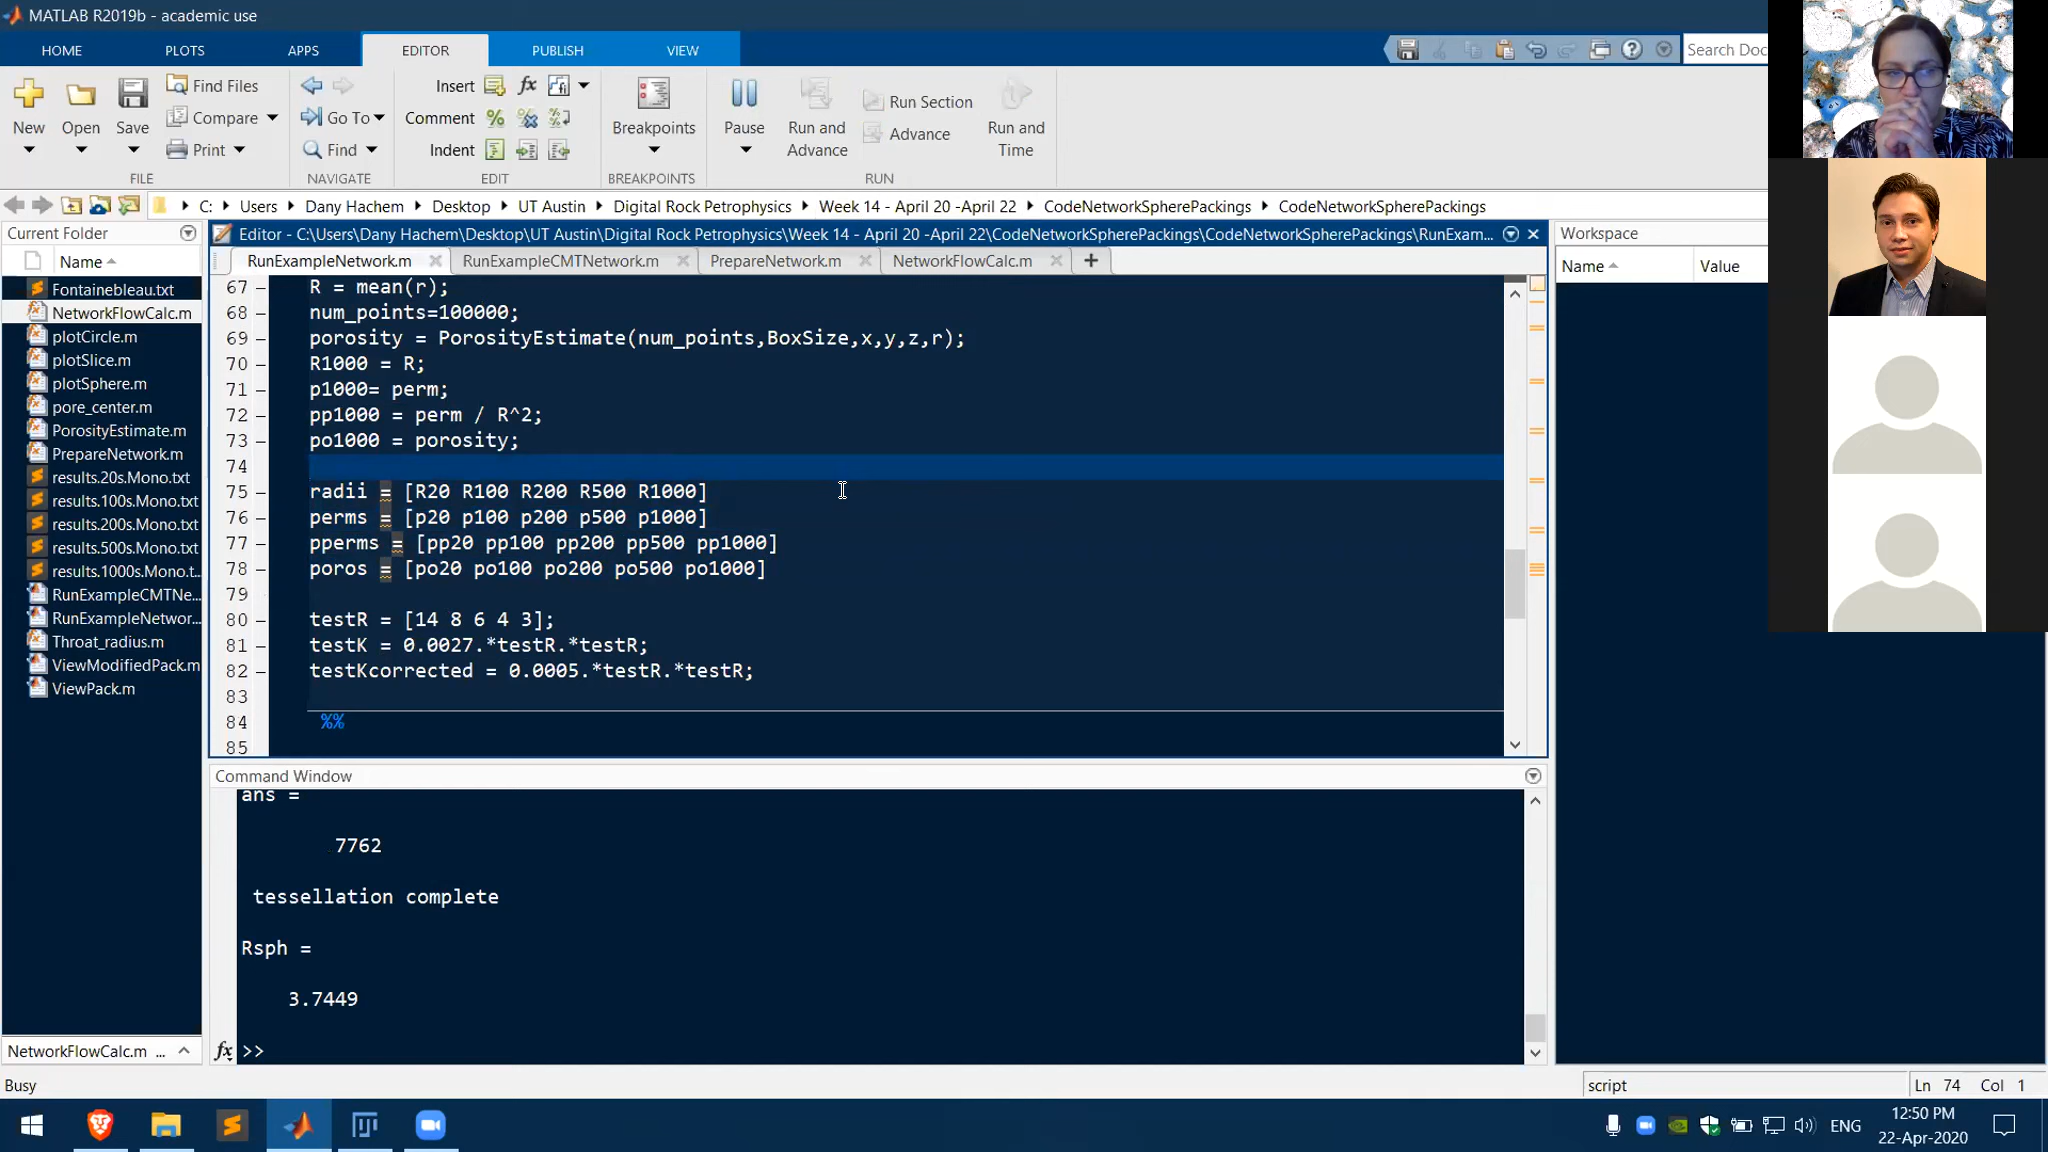 MATLAB R2019b - academic use
HOME PLOTS APPS EDITOR PUBLISH VIEW
Search Doc
New Open Save Find Files Compare Print
FILE
Go To Find
NAVIGATE
Insert fx
Comment %
Indent
EDIT
Breakpoints
BREAKPOINTS
Pause Run and Advance Run Section Advance Run and Time
RUN
C: Users Dany Hachem Desktop UT Austin Digital Rock Petrophysics Week 14 - April 20 -April 22 CodeNetworkSpherePackings CodeNetworkSpherePackings
Current Folder
Name
Fontainebleau.txt
NetworkFlowCalc.m
plotCircle.m
plotSlice.m
plotSphere.m
pore_center.m
PorosityEstimate.m
PrepareNetwork.m
results.20s.Mono.txt
results.100s.Mono.txt
results.200s.Mono.txt
results.500s.Mono.txt
results.1000s.Mono.t...
RunExampleCMTNe...
RunExampleNetwor...
Throat_radius.m
ViewModifiedPack.m
ViewPack.m
NetworkFlowCalc.m ...
Editor - C:\Users\Dany Hachem\Desktop\UT Austin\Digital Rock Petrophysics\Week 14 - April 20 -April 22\CodeNetworkSpherePackings\CodeNetworkSpherePackings\RunExam...
RunExampleNetwork.m RunExampleCMTNetwork.m PrepareNetwork.m NetworkFlowCalc.m
67 – R = mean(r);
68 – num_points=100000;
69 – porosity = PorosityEstimate(num_points,BoxSize,x,y,z,r);
70 – R1000 = R;
71 – p1000= perm;
72 – pp1000 = perm / R^2;
73 – po1000 = porosity;
74
75 – radii = [R20 R100 R200 R500 R1000]
76 – perms = [p20 p100 p200 p500 p1000]
77 – pperms = [pp20 pp100 pp200 pp500 pp1000]
78 – poros = [po20 po100 po200 po500 po1000]
79
80 – testR = [14 8 6 4 3];
81 – testK = 0.0027.*testR.*testR;
82 – testKcorrected = 0.0005.*testR.*testR;
83
84 %%
85
Command Window
ans =
7762
tessellation complete
Rsph =
3.7449
fx >>
Workspace
Name Value
Busy
script Ln 74 Col 1
ENG
12:50 PM
22-Apr-2020